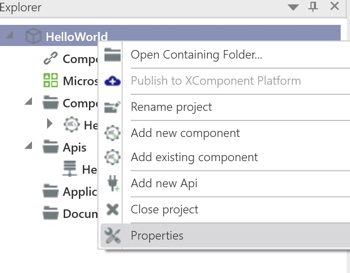 Explorer
HelloWorld
Compo
Open Containing Folder...
Micros
Publish to XComponent Platform
Rename project
Compo
He
Add new component
Add existing component
Apis
He
Add new Api
Applic
Close project
Docum
Properties